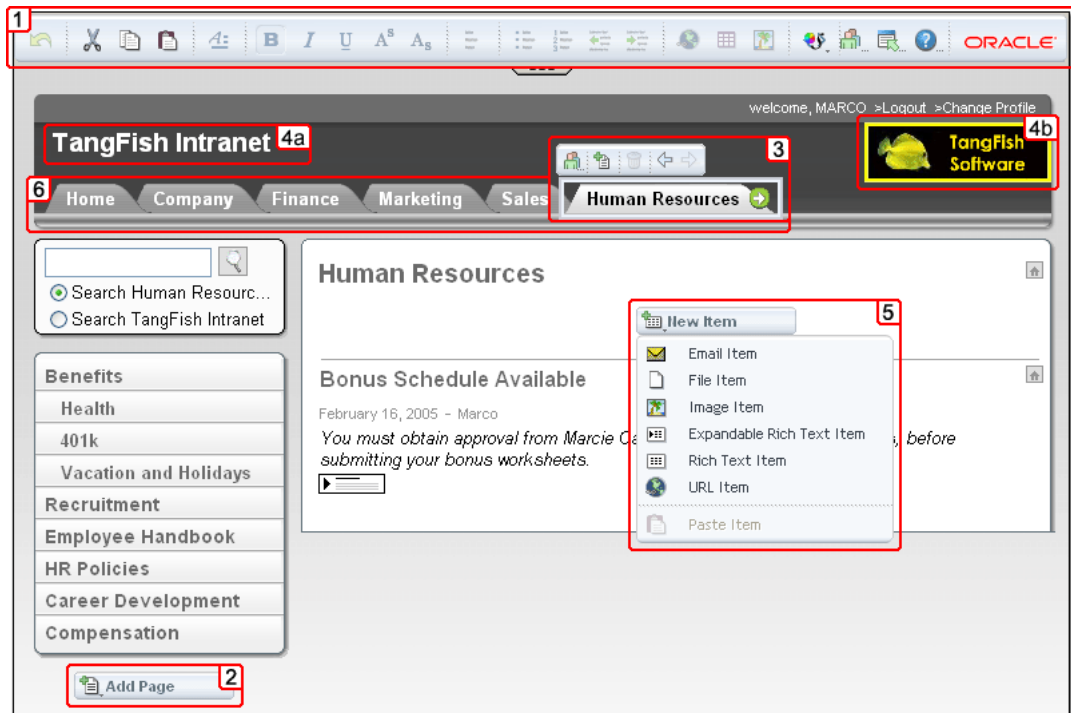 1
A: B I U Aˢ Aₛ ? ORACLE
welcome, MARCO >Logout >Change Profile
TangFish Intranet 4a
3
4b
TangFish
Software
6
Home Company Finance Marketing Sales Human Resources
Search Human Resourc...
Search TangFish Intranet
Human Resources
5
New Item
Email Item
File Item
Image Item
Expandable Rich Text Item
Rich Text Item
URL Item
Paste Item
Benefits
Health
401k
Vacation and Holidays
Recruitment
Employee Handbook
HR Policies
Career Development
Compensation
Bonus Schedule Available
February 16, 2005 - Marco
You must obtain approval from Marcie , before
submitting your bonus worksheets.
2
Add Page